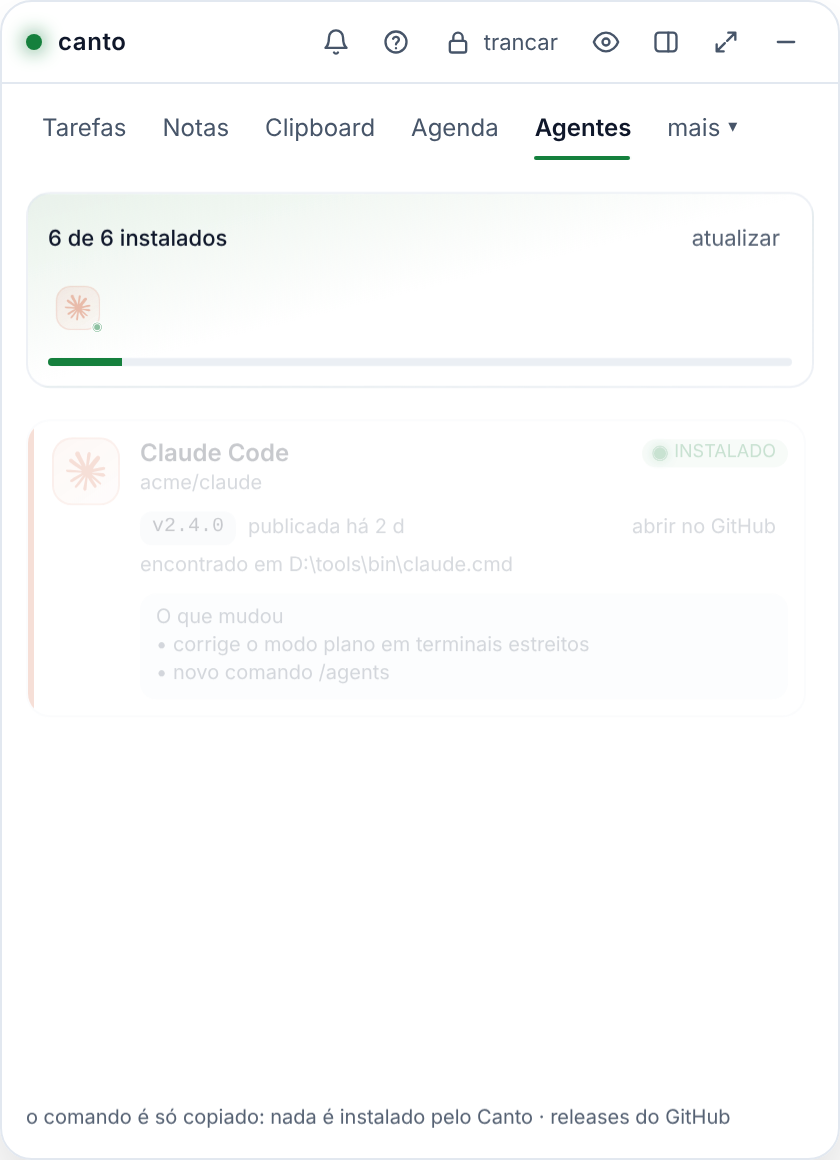 canto
trancar
Tarefas Notas Clipboard Agenda Agentes mais ▾
6 de 6 instalados atualizar
Claude Code INSTALADO
acme/claude
v2.4.0 publicada há 2 d abrir no GitHub
encontrado em D:\tools\bin\claude.cmd
O que mudou
• corrige o modo plano em terminais estreitos
• novo comando /agents
o comando é só copiado: nada é instalado pelo Canto · releases do GitHub